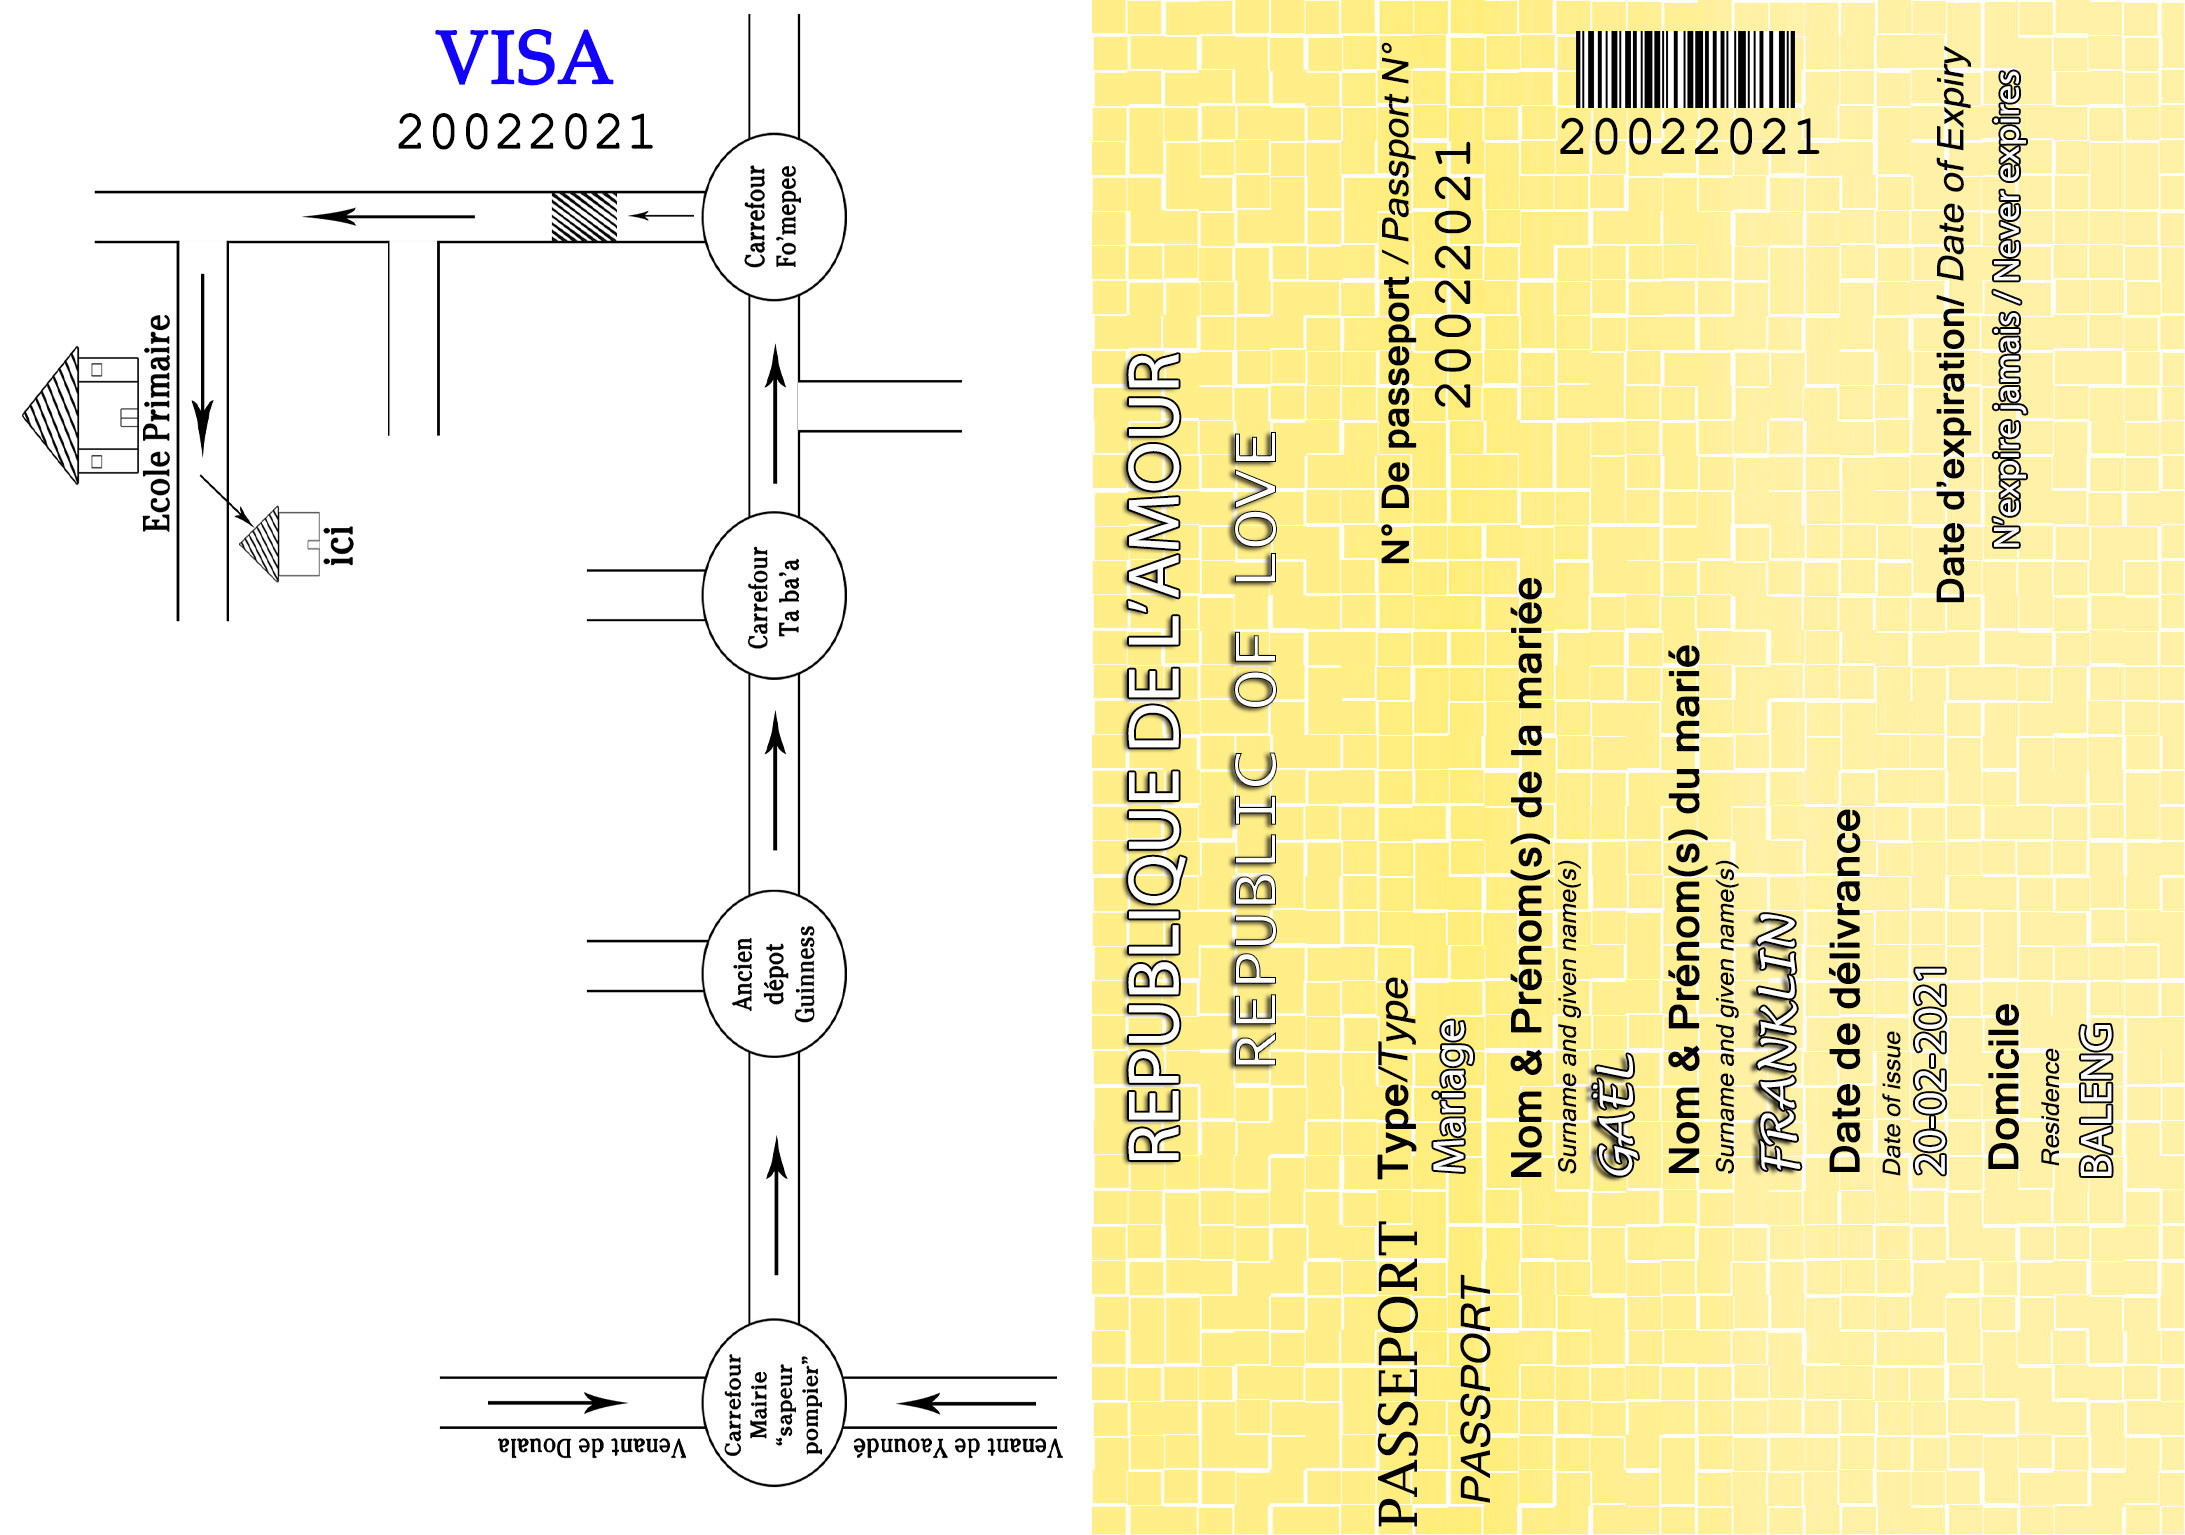 VISA
20022021
Carrefour
Fo'mepee
Ecole Primaire
ici
Carrefour
Ta ba'a
Ancien
dépot
Guinness
Carrefour
Mairie
“sapeur
pompier”
Venant de Douala
Venant de Yaoundé
REPUBLIQUE DE L'AMOUR
REPUBLIC OF LOVE
PASSEPORT
PASSPORT
Type/Type
Mariage
N° De passeport / Passport N°
20022021
20022021
Nom & Prénom(s) de la mariée
Surname and given name(s)
GAËL
Nom & Prénom(s) du marié
Surname and given name(s)
FRANKLIN
Date de délivrance
Date of issue
20-02-2021
Date d'expiration/ Date of Expiry
N'expire jamais / Never expires
Domicile
Residence
BALENG